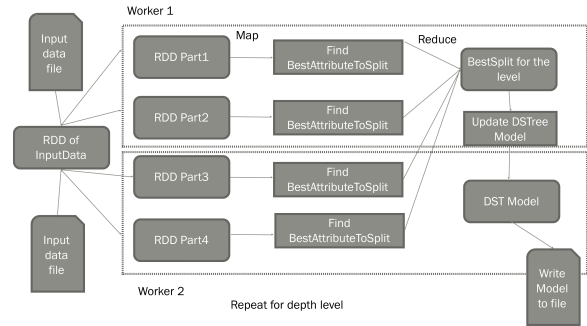 Worker 1
Input
data
file
RDD of
InputData
Input
data
file
Map
Reduce
RDD Part1
Find
BestAttributeToSplit
RDD Part2
Find
BestAttributeToSplit
RDD Part3
Find
BestAttributeToSplit
RDD Part4
Find
BestAttributeToSplit
BestSplit for the
level
Update DSTree
Model
DST Model
Write
Model
to file
Worker 2
Repeat for depth level